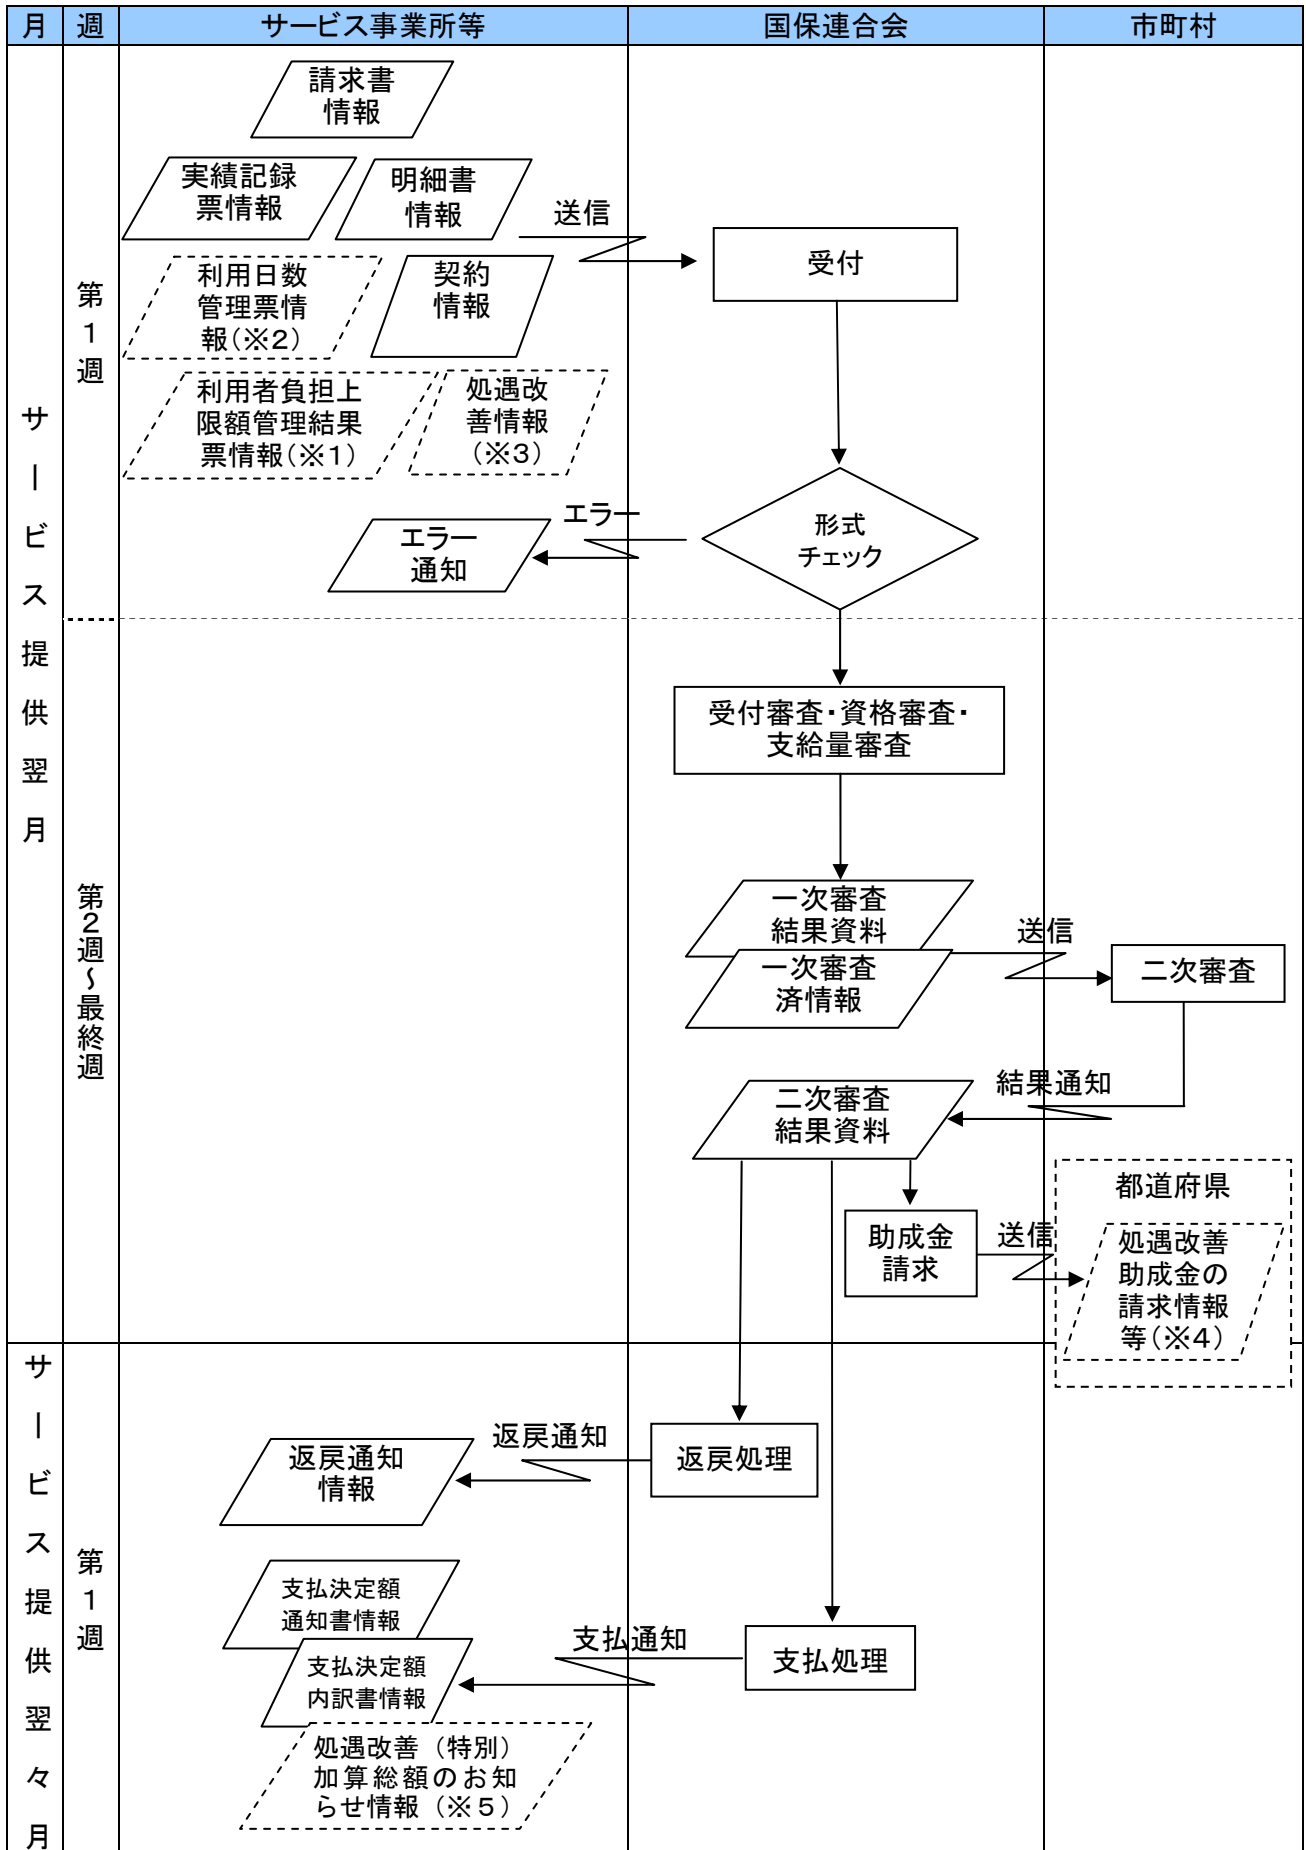 月 週 サービス事業所等 国保連合会 市町村
サービス提供翌月
第1週
請求書
情報
実績記録
票情報
明細書
情報
送信
受付
利用日数
管理票情
報(※2)
契約
情報
利用者負担上
限額管理結果
票情報(※1)
処遇改
善情報
(※3)
エラー
エラー
通知
形式
チェック
第2週～最終週
受付審査・資格審査・
支給量審査
一次審査
結果資料
一次審査
済情報
送信
二次審査
結果通知
二次審査
結果資料
助成金
請求
送信
都道府県
処遇改善
助成金の
請求情報
等(※4)
サービス提供翌々月
第1週
返戻処理
返戻通知
返戻通知
情報
支払処理
支払通知
支払決定額
通知書情報
支払決定額
内訳書情報
処遇改善（特別）
加算総額のお知
らせ情報（※5）